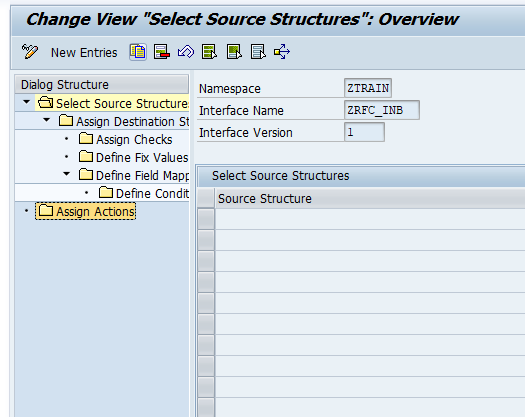 Change View "Select Source Structures": Overview
New Entries
Dialog Structure
Select Source Structure
Assign Destination St
Assign Checks
Define Fix Values
Define Field Mapp
Define Condit
Assign Actions
Namespace ZTRAIN
Interface Name ZRFC_INB
Interface Version 1
Select Source Structures
Source Structure